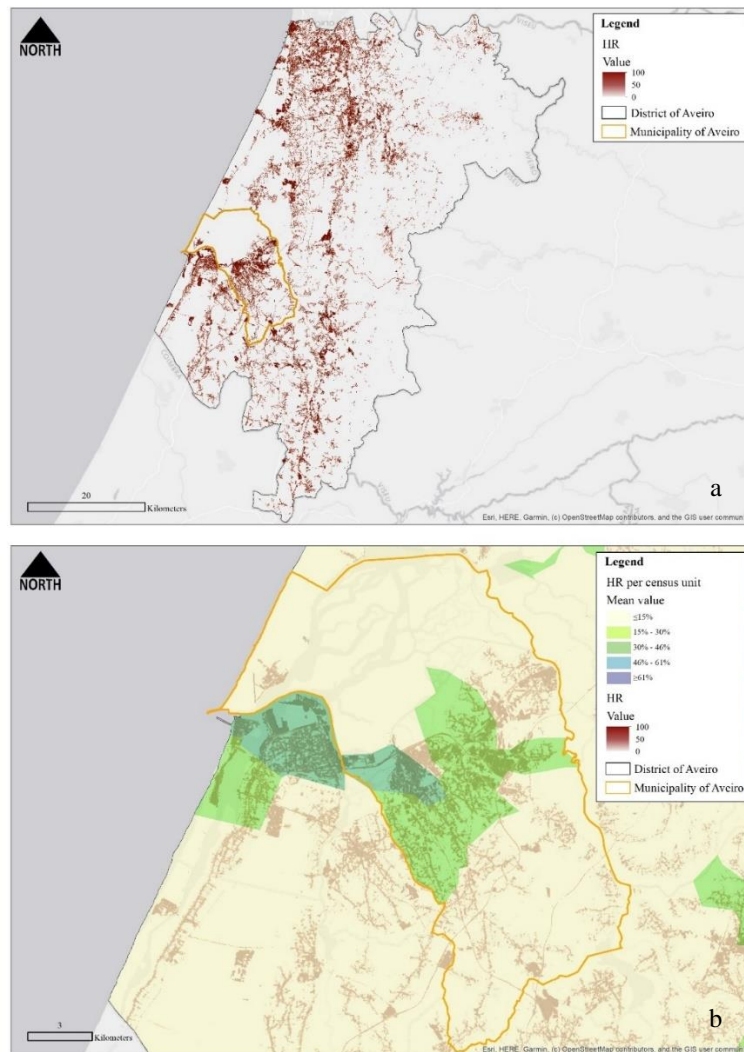 NORTH
Legend
HR
Value
100
50
0
District of Aveiro
Municipality of Aveiro
20
Kilometers
a
Esri, HERE, Garmin, (c) OpenStreetMap contributors, and the GIS user commun
NORTH
Legend
HR per census unit
Mean value
≤15%
15% - 30%
30% - 46%
46% - 61%
≥61%
HR
Value
100
50
0
District of Aveiro
Municipality of Aveiro
3
Kilometers
b
Esri, HERE, Garmin, (c) OpenStreetMap contributors, and the GIS user commun